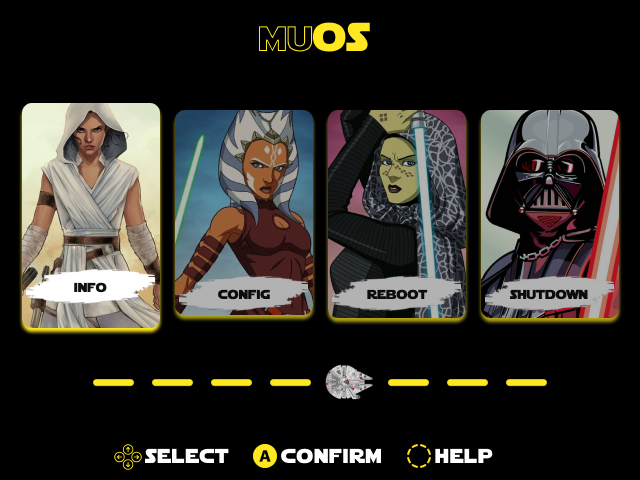 MUOS
INFO
CONFIG
REBOOT
SHUTDOWN
SELECT
A CONFIRM
HELP